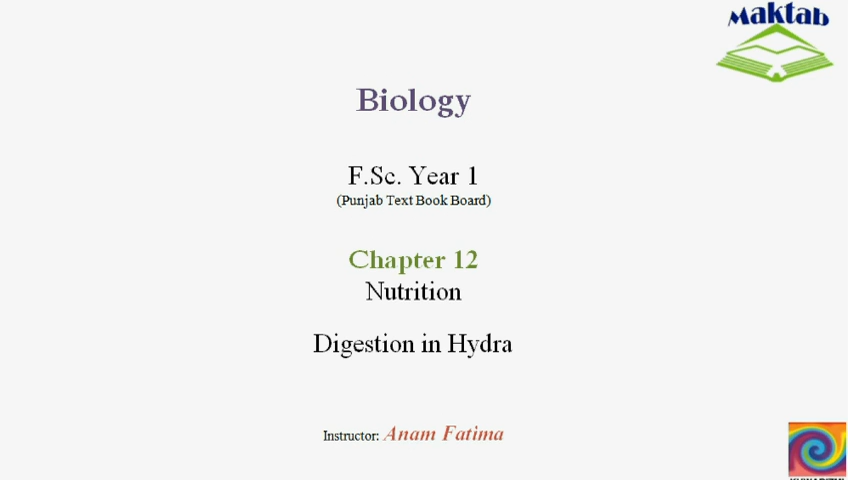 Maktab
Biology
F.Sc. Year 1
(Punjab Text Book Board)
Chapter 12
Nutrition
Digestion in Hydra
Instructor: Anam Fatima